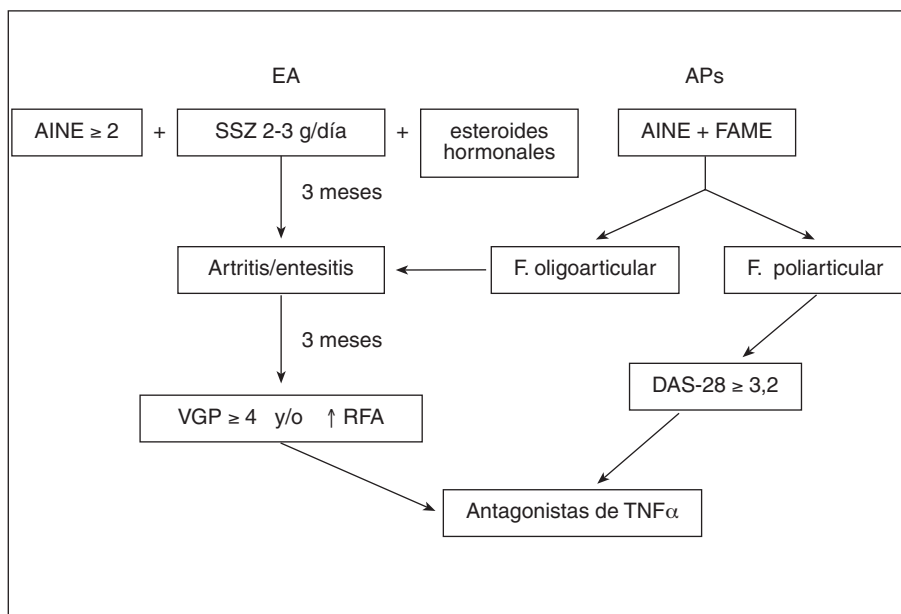 EA
APs
AINE ≥ 2 + SSZ 2-3 g/día + esteroides
hormonales
AINE + FAME
3 meses
Artritis/entesitis
F. oligoarticular
F. poliarticular
3 meses
DAS-28 ≥ 3,2
VGP ≥ 4 y/o ↑ RFA
Antagonistas de TNFα